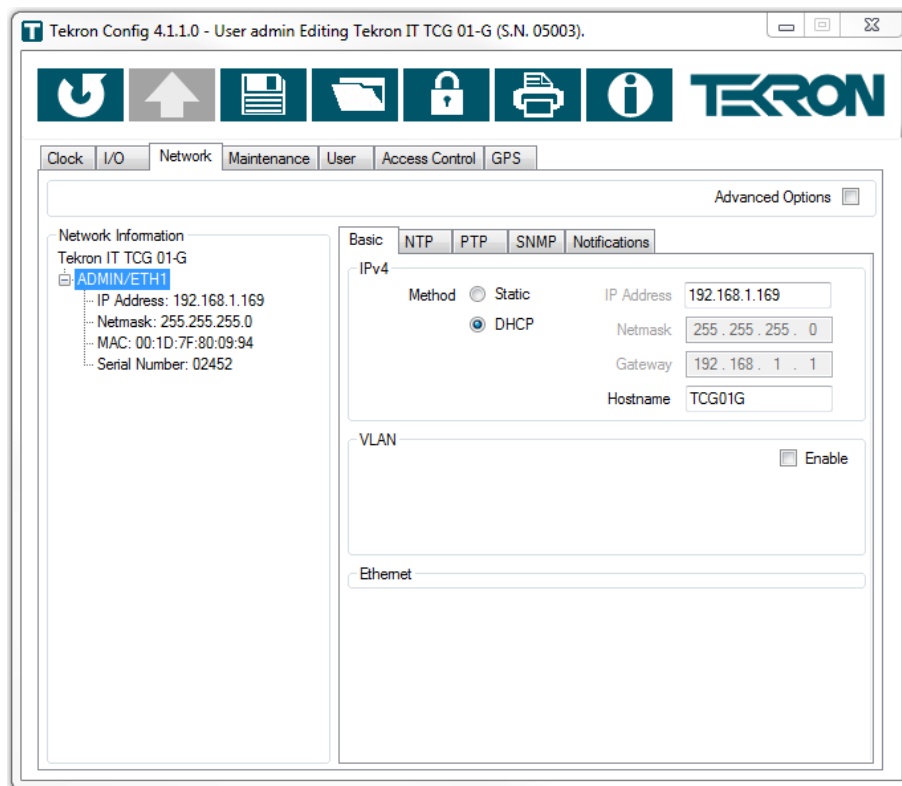 Tekron Config 4.1.1.0 - User admin Editing Tekron IT TCG 01-G (S.N. 05003).
TEKRON
Clock I/O Network Maintenance User Access Control GPS
Advanced Options
Network Information
Tekron IT TCG 01-G
ADMIN/ETH1
IP Address: 192.168.1.169
Netmask: 255.255.255.0
MAC: 00:1D:7F:80:09:94
Serial Number: 02452
Basic NTP PTP SNMP Notifications
IPv4
Method Static IP Address 192.168.1.169
DHCP Netmask 255 . 255 . 255 . 0
Gateway 192 . 168 . 1 . 1
Hostname TCG01G
VLAN
Enable
Ethernet